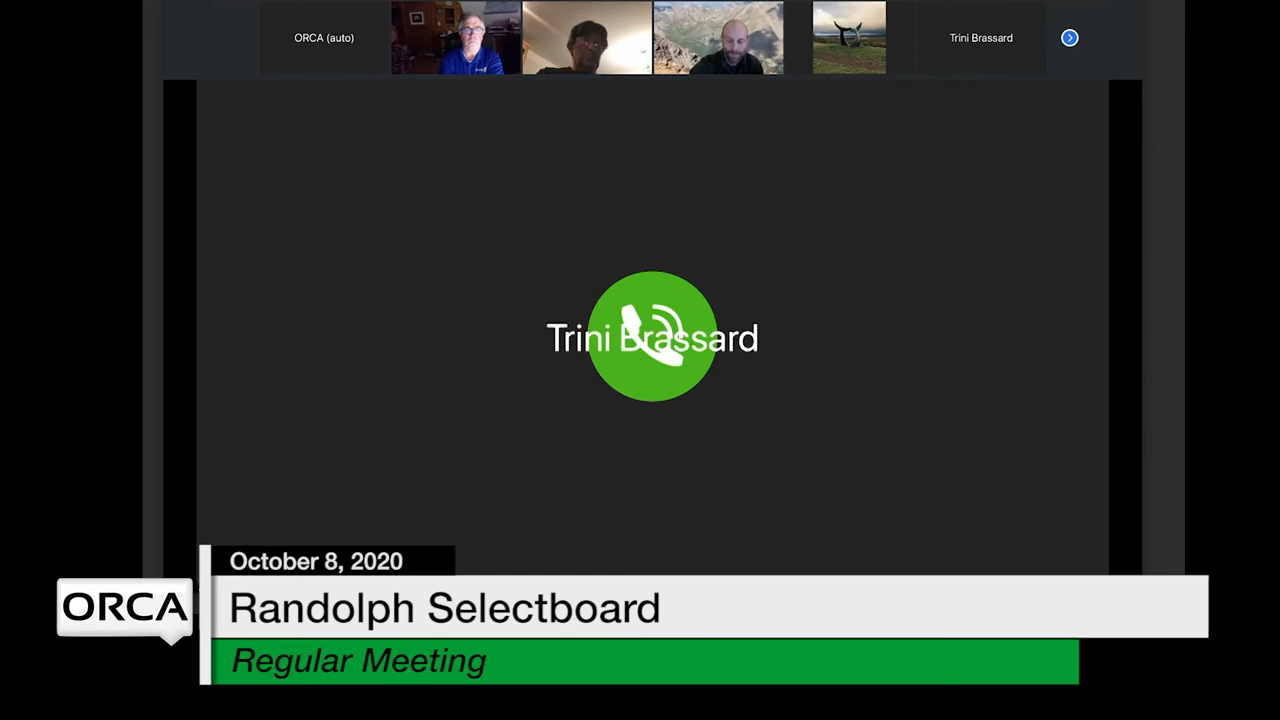 ORCA (auto)
Trini Brassard
Trini Brassard
October 8, 2020
ORCA
Randolph Selectboard
Regular Meeting